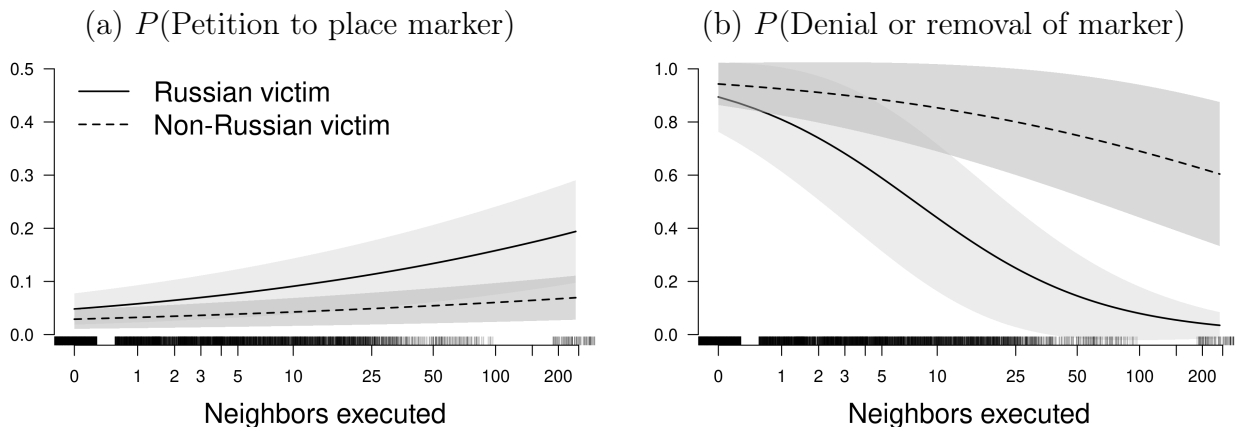 (a) P(Petition to place marker)
0.5
0.4
0.3
0.2
0.1
0.0
Russian victim
Non-Russian victim
0 1 2 3 5 10 25 50 100 200
Neighbors executed
(b) P(Denial or removal of marker)
1.0
0.8
0.6
0.4
0.2
0.0
0 1 2 3 5 10 25 50 100 200
Neighbors executed